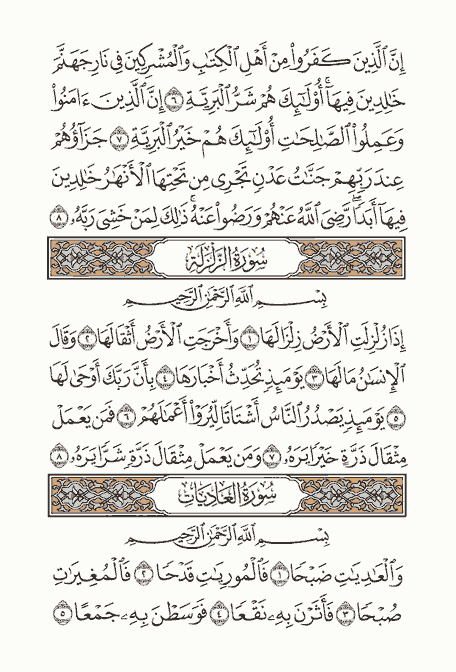 إِنَّ ٱلَّذِينَ كَفَرُوا۟ مِنْ أَهْلِ ٱلْكِتَٰبِ وَٱلْمُشْرِكِينَ فِى نَارِ جَهَنَّمَ
خَٰلِدِينَ فِيهَآ ۚ أُو۟لَٰٓئِكَ هُمْ شَرُّ ٱلْبَرِيَّةِ ٦ إِنَّ ٱلَّذِينَ ءَامَنُوا۟
وَعَمِلُوا۟ ٱلصَّٰلِحَٰتِ أُو۟لَٰٓئِكَ هُمْ خَيْرُ ٱلْبَرِيَّةِ ٧ جَزَآؤُهُمْ
عِندَ رَبِّهِمْ جَنَّٰتُ عَدْنٍ تَجْرِى مِن تَحْتِهَا ٱلْأَنْهَٰرُ خَٰلِدِينَ
فِيهَآ أَبَدًا ۖ رَّضِىَ ٱللَّهُ عَنْهُمْ وَرَضُوا۟ عَنْهُ ۚ ذَٰلِكَ لِمَنْ خَشِىَ رَبَّهُۥ ٨
سُورَةُ الزَّلْزَلَةِ
بِسْمِ ٱللَّهِ ٱلرَّحْمَٰنِ ٱلرَّحِيمِ
إِذَا زُلْزِلَتِ ٱلْأَرْضُ زِلْزَالَهَا ١ وَأَخْرَجَتِ ٱلْأَرْضُ أَثْقَالَهَا ٢ وَقَالَ
ٱلْإِنسَٰنُ مَا لَهَا ٣ يَوْمَئِذٍ تُحَدِّثُ أَخْبَارَهَا ٤ بِأَنَّ رَبَّكَ أَوْحَىٰ لَهَا
٥ يَوْمَئِذٍ يَصْدُرُ ٱلنَّاسُ أَشْتَاتًا لِّيُرَوْا۟ أَعْمَٰلَهُمْ ٦ فَمَن يَعْمَلْ
مِثْقَالَ ذَرَّةٍ خَيْرًا يَرَهُۥ ٧ وَمَن يَعْمَلْ مِثْقَالَ ذَرَّةٍ شَرًّا يَرَهُۥ ٨
سُورَةُ العَادِيَاتِ
بِسْمِ ٱللَّهِ ٱلرَّحْمَٰنِ ٱلرَّحِيمِ
وَٱلْعَٰدِيَٰتِ ضَبْحًا ١ فَٱلْمُورِيَٰتِ قَدْحًا ٢ فَٱلْمُغِيرَٰتِ
صُبْحًا ٣ فَأَثَرْنَ بِهِۦ نَقْعًا ٤ فَوَسَطْنَ بِهِۦ جَمْعًا ٥